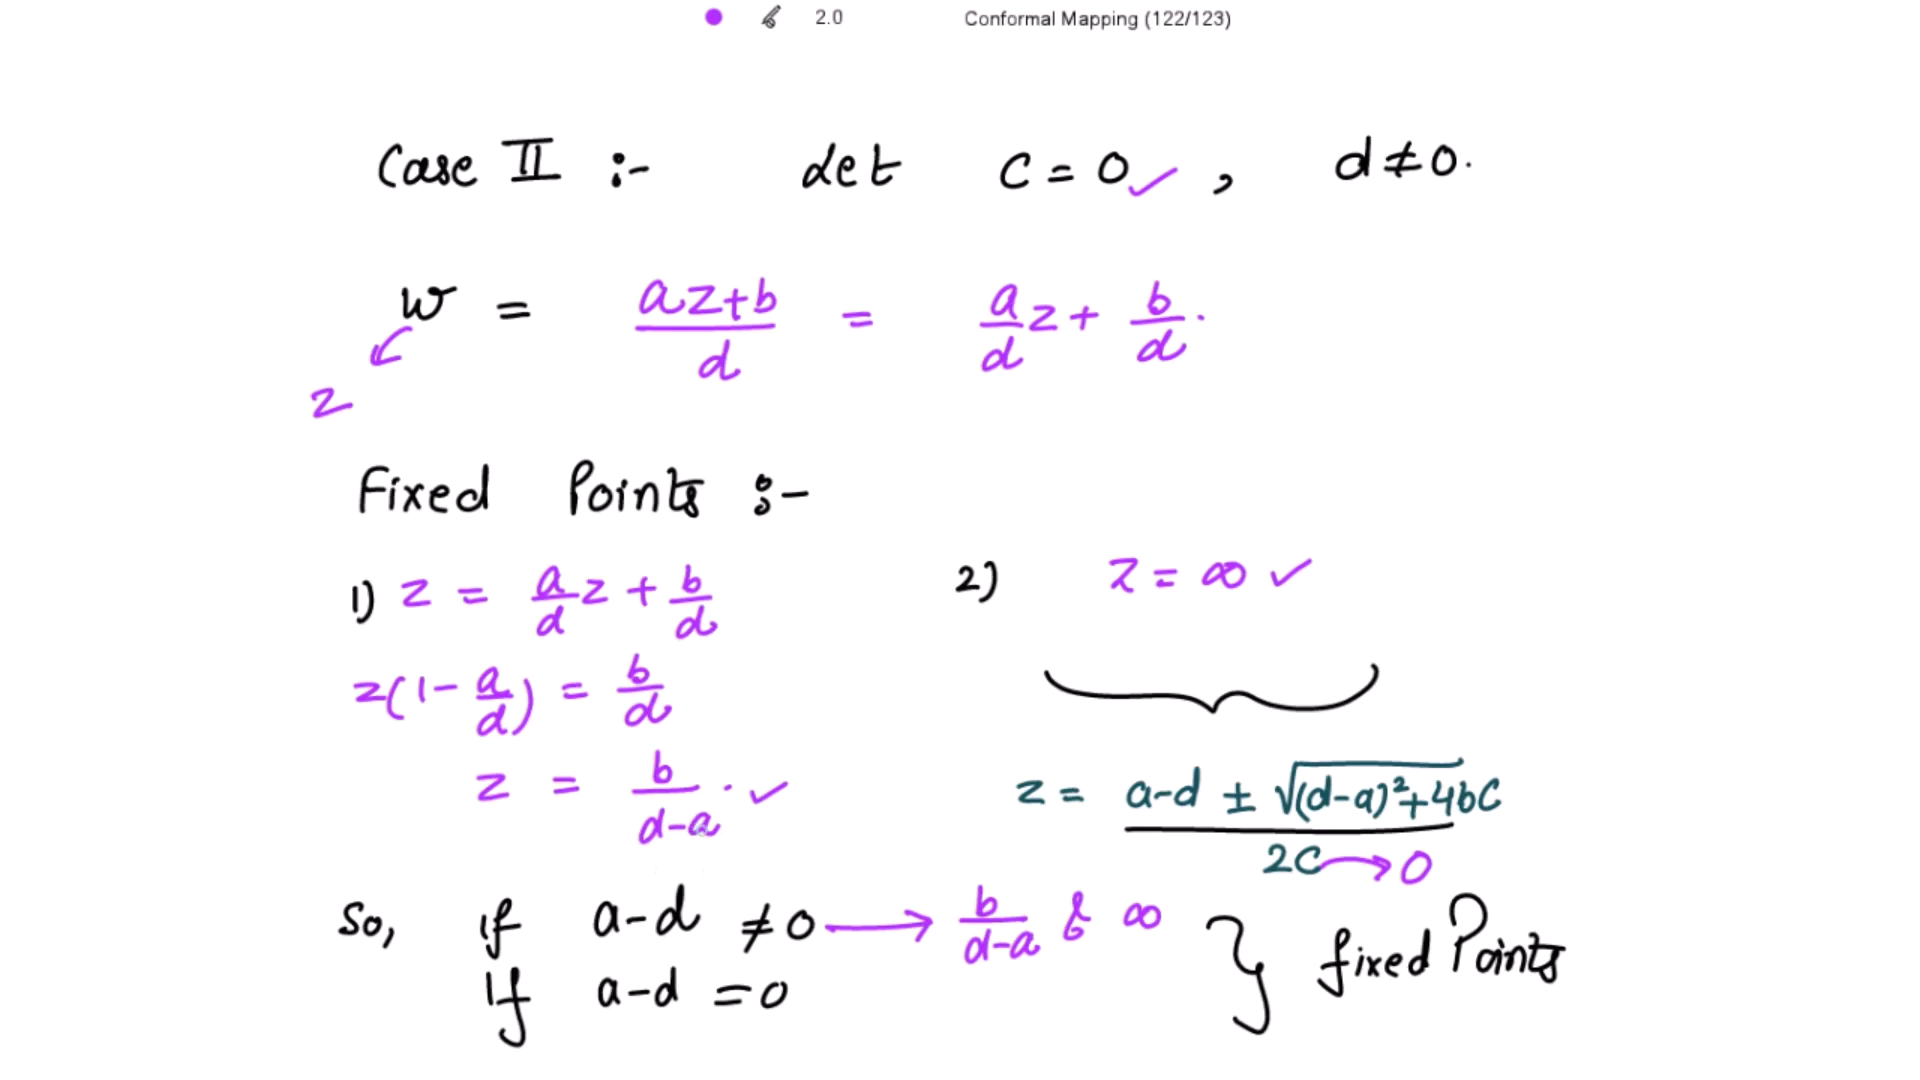 2.0 Conformal Mapping (122/123)
Case II :- let c = 0 ✓ , d ≠ 0.
w = az+b/d = a/d z + b/d .
z
Fixed Points :-
1) z = a/d z + b/d
2) z = ∞ ✓
z(1 - a/d) = b/d
z = b/d-a . ✓
z = a-d ± √(d-a)²+4bc / 2c → 0
So, if a-d ≠ 0 → b/d-a & ∞
If a-d = 0
} fixed Points